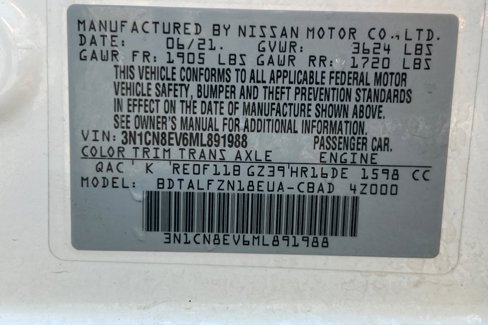 MANUFACTURED BY NISSAN MOTOR CO.,LTD.
DATE: 06/21. GVWR: 3624 LBS
GAWR FR: 1905 LBS GAWR RR: 1720 LBS
THIS VEHICLE CONFORMS TO ALL APPLICABLE FEDERAL MOTOR
VEHICLE SAFETY, BUMPER AND THEFT PREVENTION STANDARDS
IN EFFECT ON THE DATE OF MANUFACTURE SHOWN ABOVE.
SEE OWNER'S MANUAL FOR ADDITIONAL INFORMATION.
VIN: 3N1CN8EV6ML891988 PASSENGER CAR
COLOR TRIM TRANS AXLE ENGINE
QAC K RE0F11B GZ39 HR16DE 1598 CC
MODEL: BDTALFZN18EUA-CBAD 4Z000
3N1CN8EV6ML891988